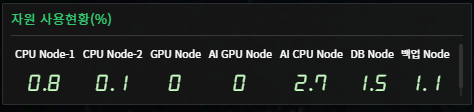 자원 사용현황(%)
CPU Node-1 CPU Node-2 GPU Node AI GPU Node AI CPU Node DB Node 백업 Node
0.8 0.1 0 0 2.7 1.5 1.1